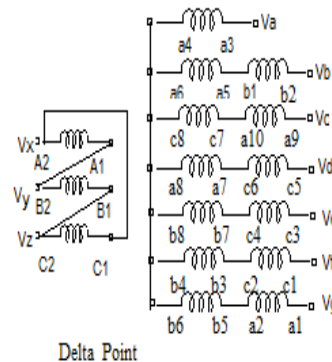 Va
a4 a3
Vb
a6 a5 b1 b2
Vc
c8 c7 a10 a9
Vd
a8 a7 c6 c5
b8 b7 c4 c3
b4 b3 c2 c1
b6 b5 a2 a1
Vx
A2 A1
Vy
B2 B1
Vz
C2 C1
Delta Point